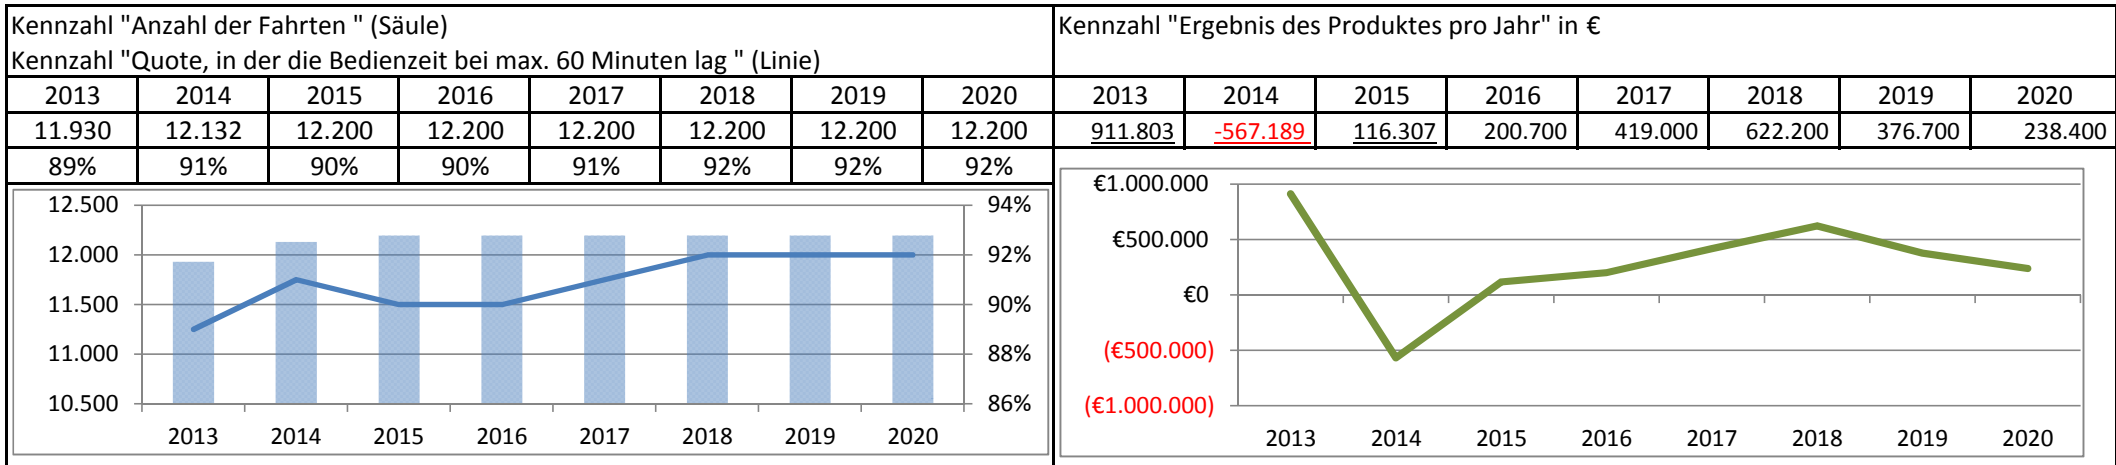 Kennzahl "Anzahl der Fahrten " (Säule)
Kennzahl "Quote, in der die Bedienzeit bei max. 60 Minuten lag " (Linie)
2013 2014 2015 2016 2017 2018 2019 2020
11.930 12.132 12.200 12.200 12.200 12.200 12.200 12.200
89% 91% 90% 90% 91% 92% 92% 92%
12.500 94%
12.000 92%
11.500 90%
11.000 88%
10.500 86%
2013 2014 2015 2016 2017 2018 2019 2020
Kennzahl "Ergebnis des Produktes pro Jahr" in €
2013 2014 2015 2016 2017 2018 2019 2020
911.803 -567.189 116.307 200.700 419.000 622.200 376.700 238.400
€1.000.000
€500.000
€0
(€500.000)
(€1.000.000)
2013 2014 2015 2016 2017 2018 2019 2020